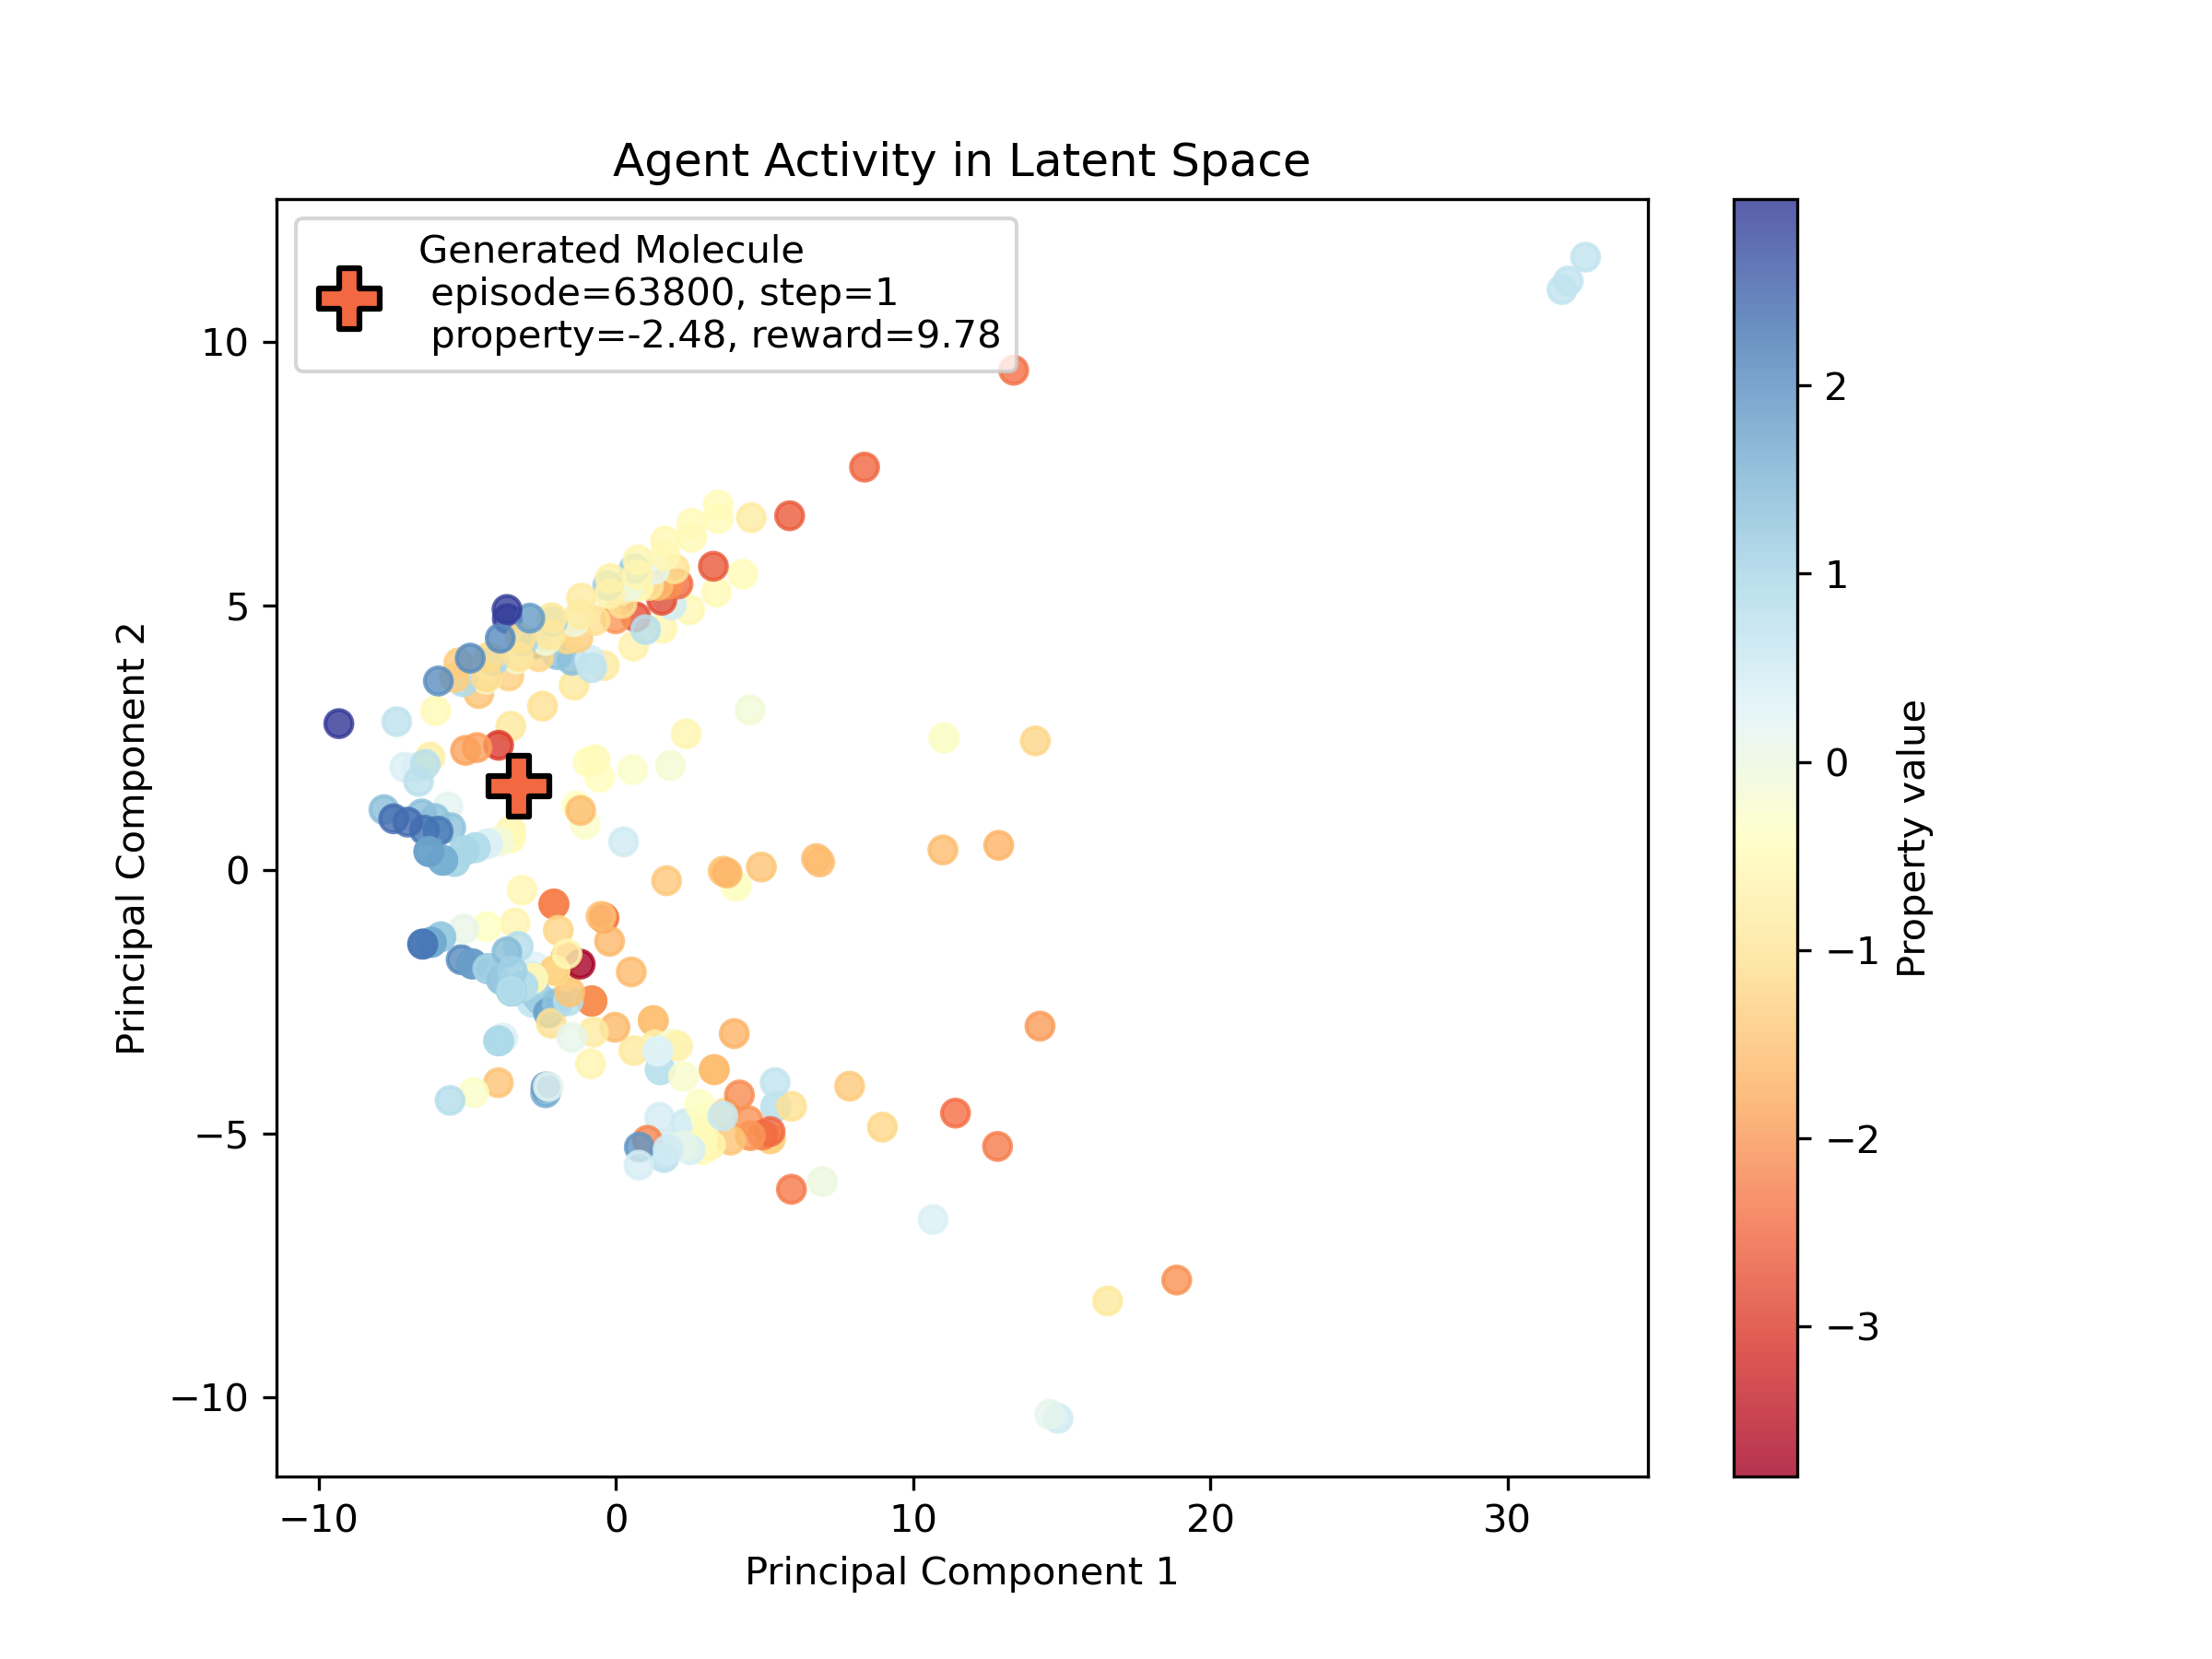 Agent Activity in Latent Space
Generated Molecule
episode=63800, step=1
property=-2.48, reward=9.78
10
5
0
−5
−10
Principal Component 2
−10
0
10
20
30
Principal Component 1
2
1
0
−1
−2
−3
Property value